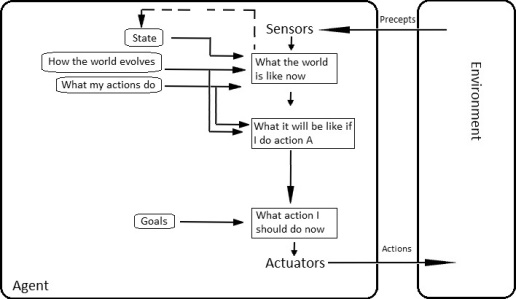 Sensors
Precepts
State
How the world evolves
What the world
is like now
What my actions do
What it will be like if
I do action A
Environment
Goals
What action I
should do now
Actuators
Actions
Agent